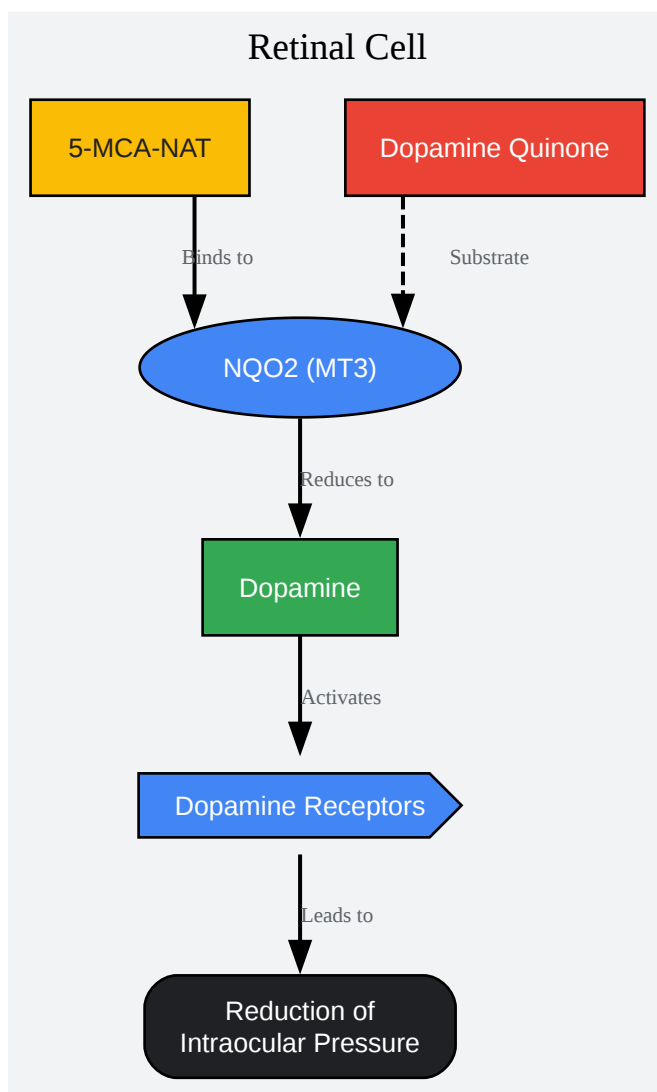 Retinal Cell
5-MCA-NAT
Dopamine Quinone
Binds to
Substrate
NQO2 (MT3)
Reduces to
Dopamine
Activates
Dopamine Receptors
Leads to
Reduction of
Intraocular Pressure